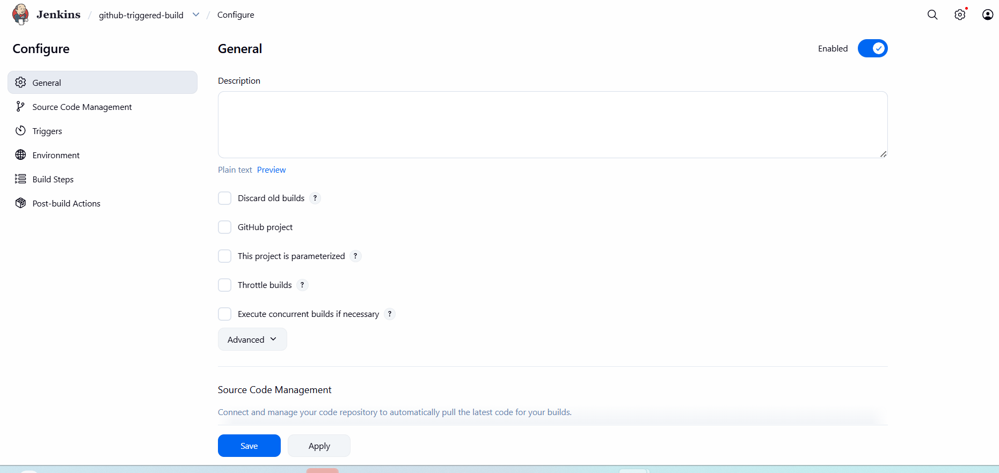 Jenkins / github-triggered-build / Configure
Configure
General
Source Code Management
Triggers
Environment
Build Steps
Post-build Actions
General
Enabled
Description
Plain text Preview
Discard old builds ?
GitHub project
This project is parameterized ?
Throttle builds ?
Execute concurrent builds if necessary ?
Advanced
Source Code Management
Connect and manage your code repository to automatically pull the latest code for your builds.
Save Apply